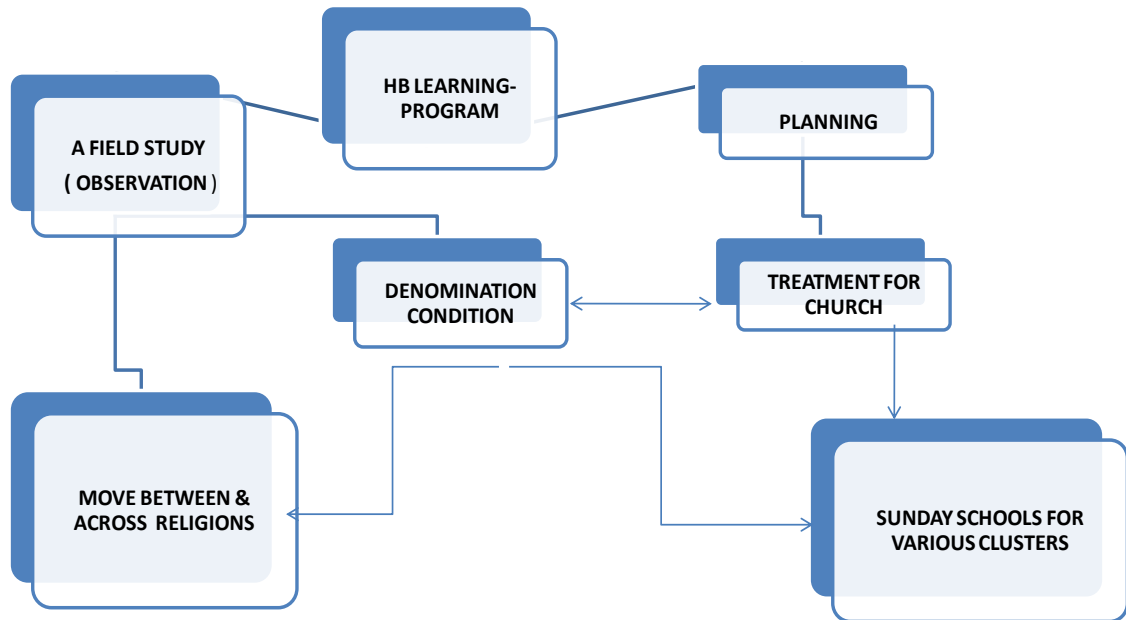 HB LEARNING-
PROGRAM
A FIELD STUDY
( OBSERVATION )
PLANNING
DENOMINATION
CONDITION
TREATMENT FOR
CHURCH
MOVE BETWEEN &
ACROSS RELIGIONS
SUNDAY SCHOOLS FOR
VARIOUS CLUSTERS